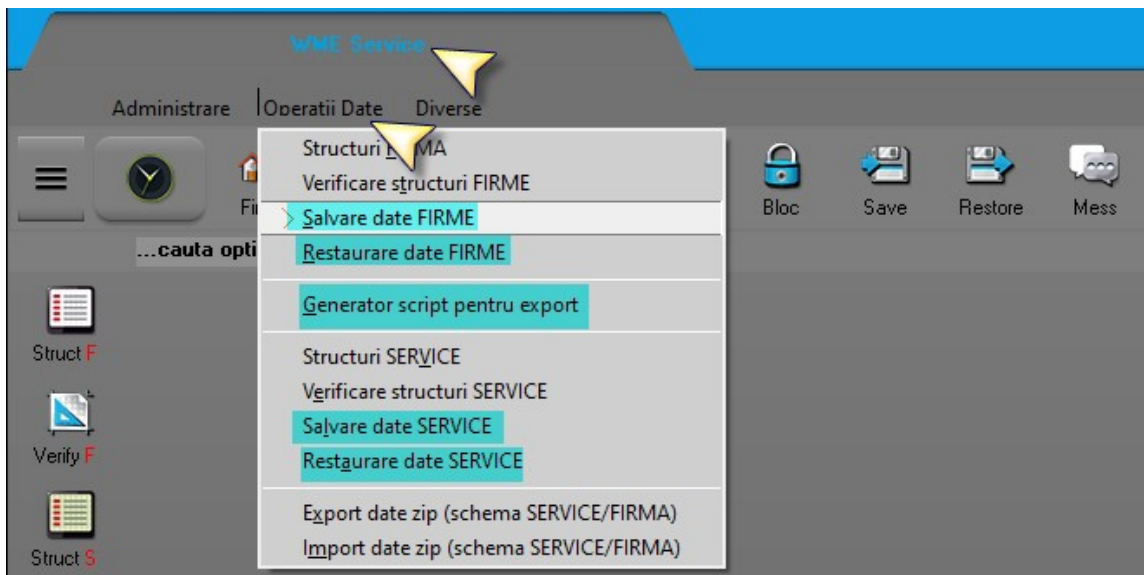 WME Service
Administrare Operatii Date Diverse
Structuri FIRMA
Verificare structuri FIRME
Salvare date FIRME
Restaurare date FIRME
Generator script pentru export
Structuri SERVICE
Verificare structuri SERVICE
Salvare date SERVICE
Restaurare date SERVICE
Export date zip (schema SERVICE/FIRMA)
Import date zip (schema SERVICE/FIRMA)
Bloc Save Restore Mess
...cauta opti
Struct F
Verify F
Struct S